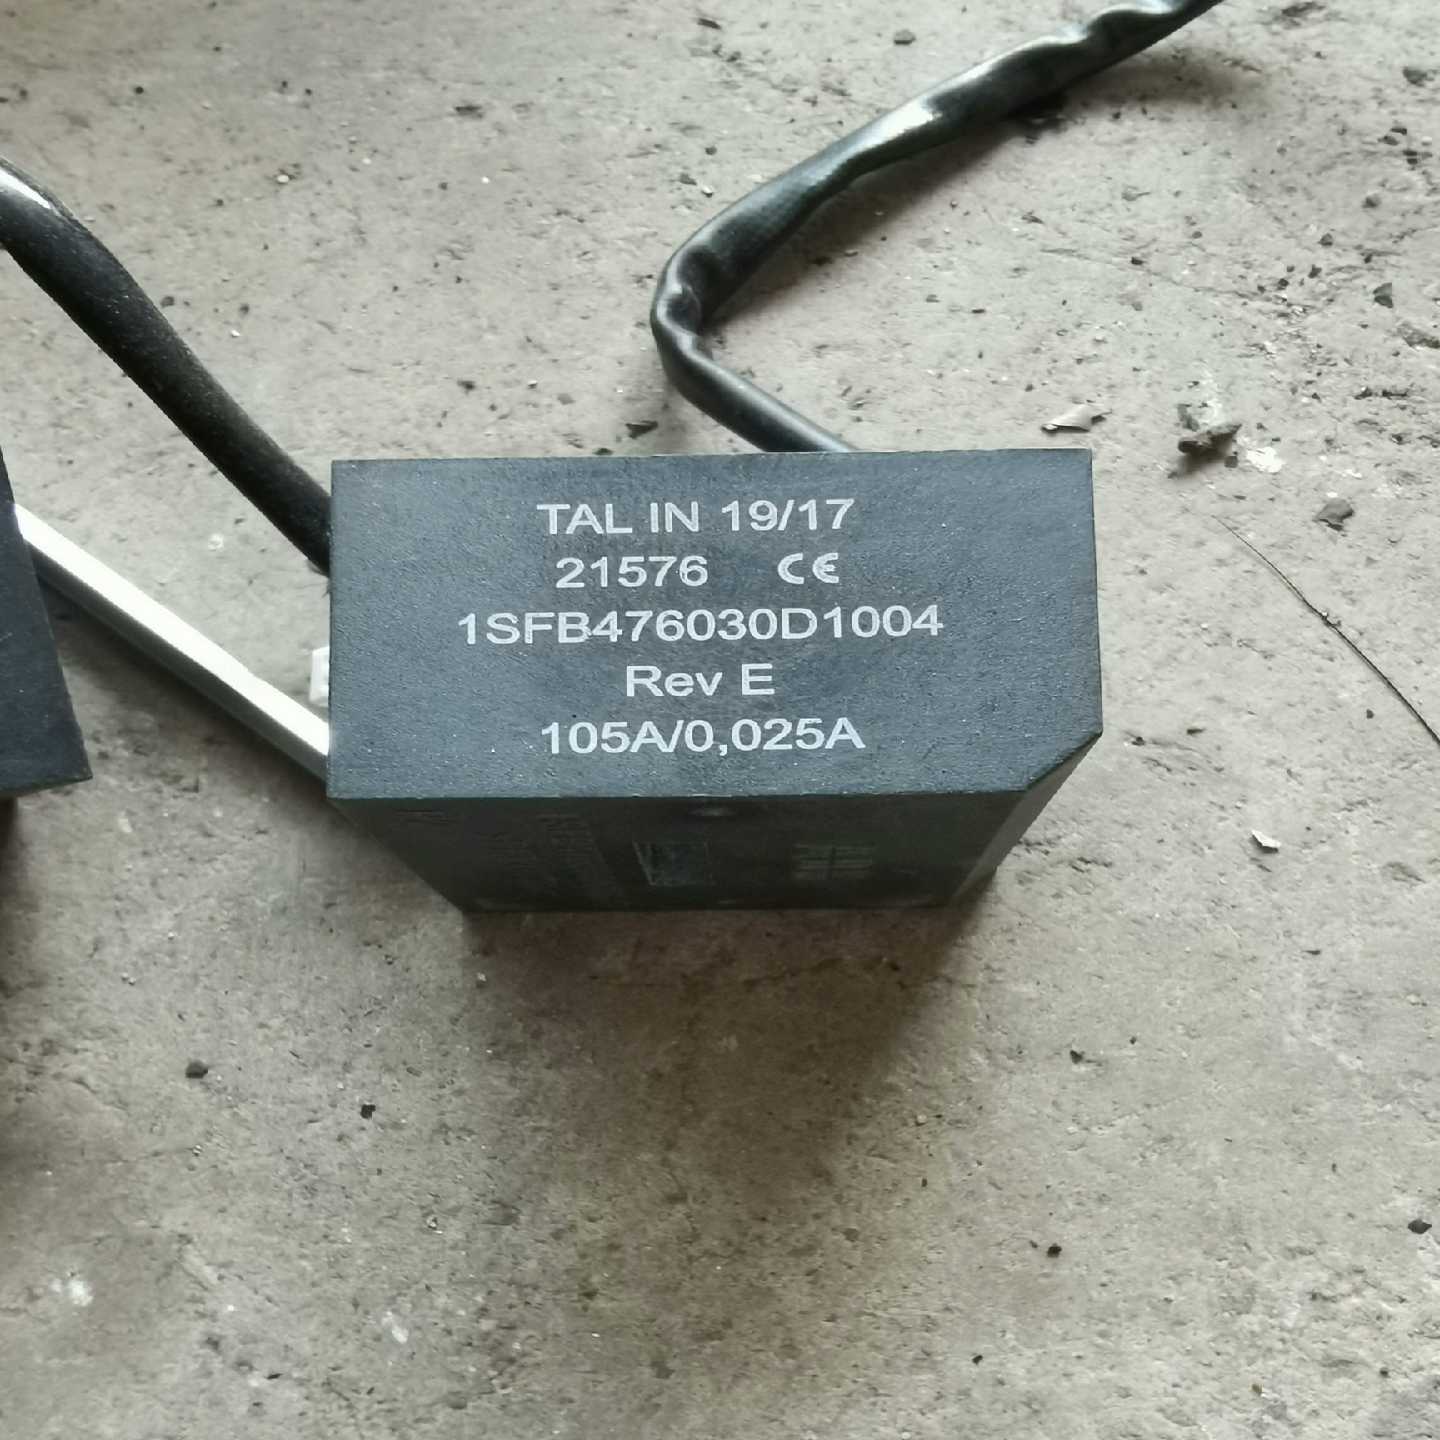 TAL IN 19/17
21576 CE
1SFB476030D1004
Rev E
105A/0,025A